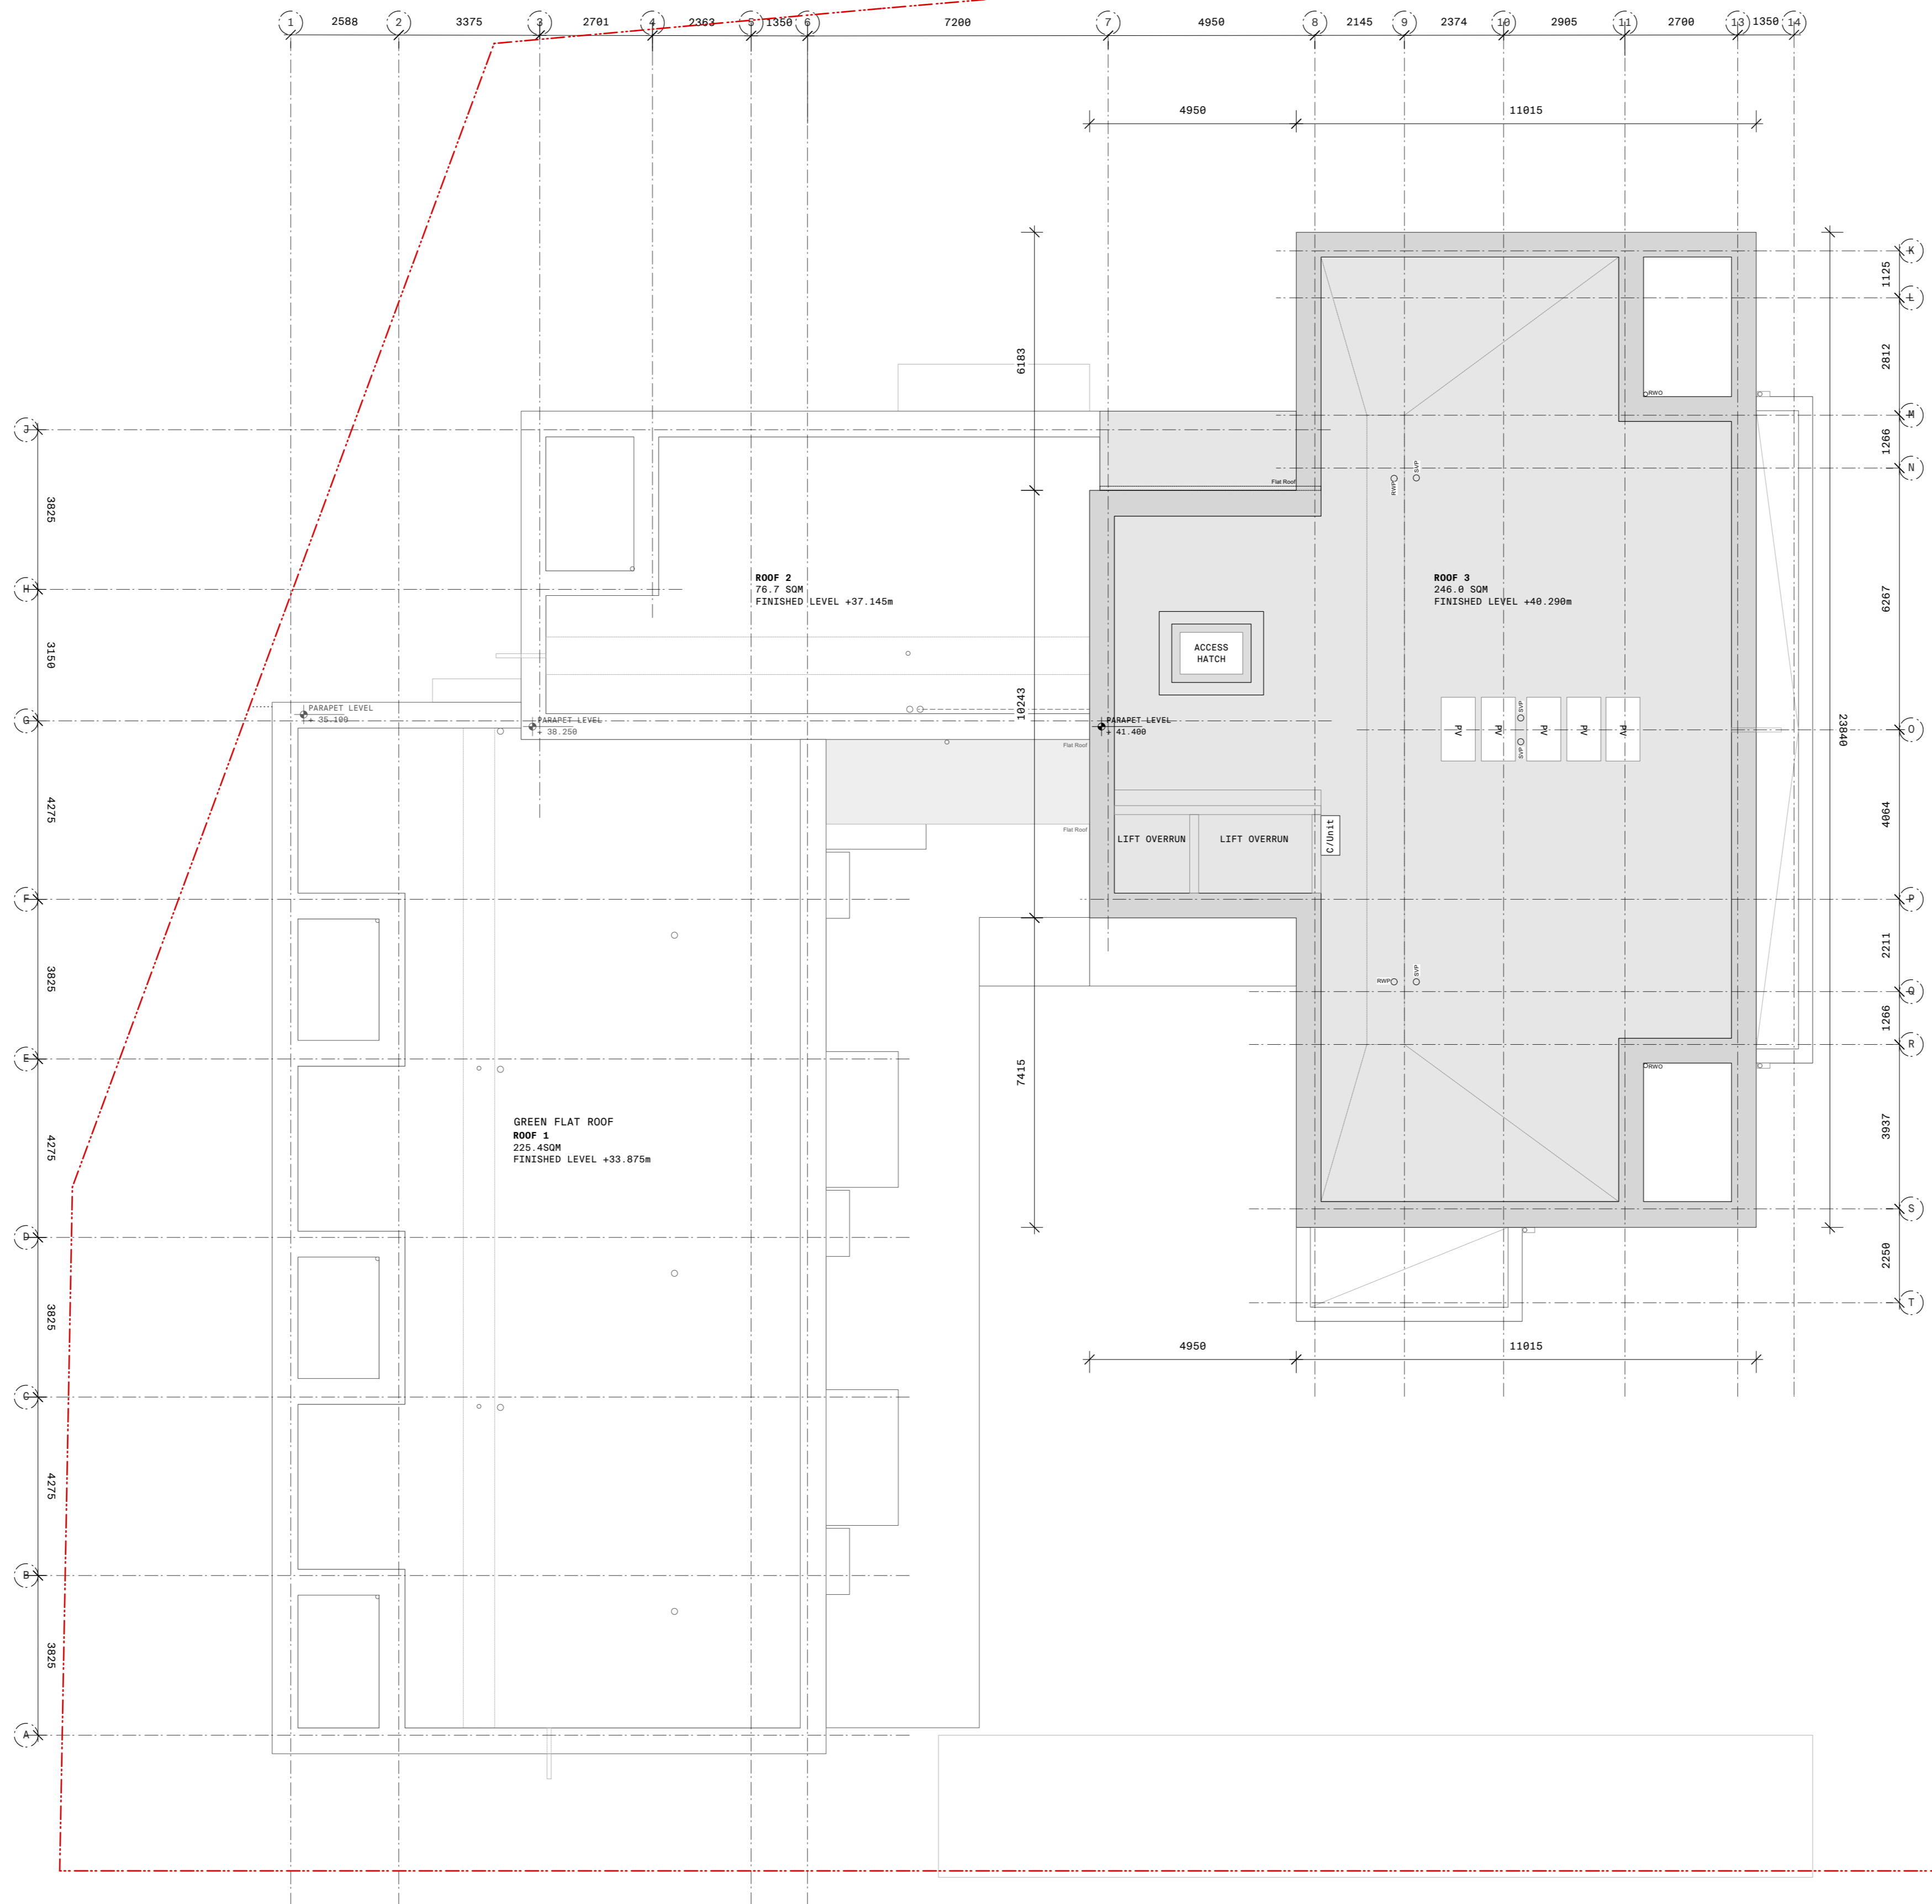 1 2588 2 3375 3 2701 4 2363 5 1350 6 7200 7 4950 8 2145 9 2374 10 2905 11 2700 13 1350 14
4950 11015
K
1125
L
6183
2812
RWO
M
J
1266
N
SVP
RWP
Flat Roof
3825
ROOF 2
76.7 SQM
FINISHED LEVEL +37.145m
ROOF 3
246.0 SQM
FINISHED LEVEL +40.290m
H
6267
ACCESS
HATCH
3150
10243
PARAPET LEVEL
+ 35.100
PARAPET LEVEL
+ 38.250
PARAPET LEVEL
+ 41.400
G
PV PV SVP PV PV PV
SVP
O
23840
Flat Roof
4275
4064
Flat Roof
LIFT OVERRUN LIFT OVERRUN C/Unit
F
P
2211
3825
RWP SVP
Q
1266
R
E
RWO
7415
GREEN FLAT ROOF
ROOF 1
225.4SQM
FINISHED LEVEL +33.875m
4275
3937
S
D
2250
3825
T
4950 11015
C
4275
B
3825
A